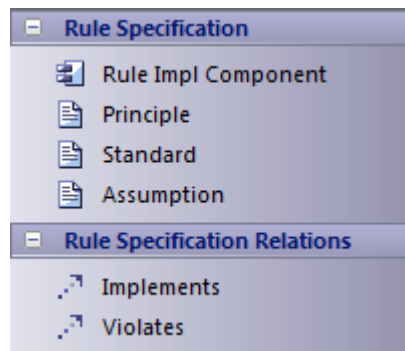 Rule Specification
Rule Impl Component
Principle
Standard
Assumption
Rule Specification Relations
Implements
Violates